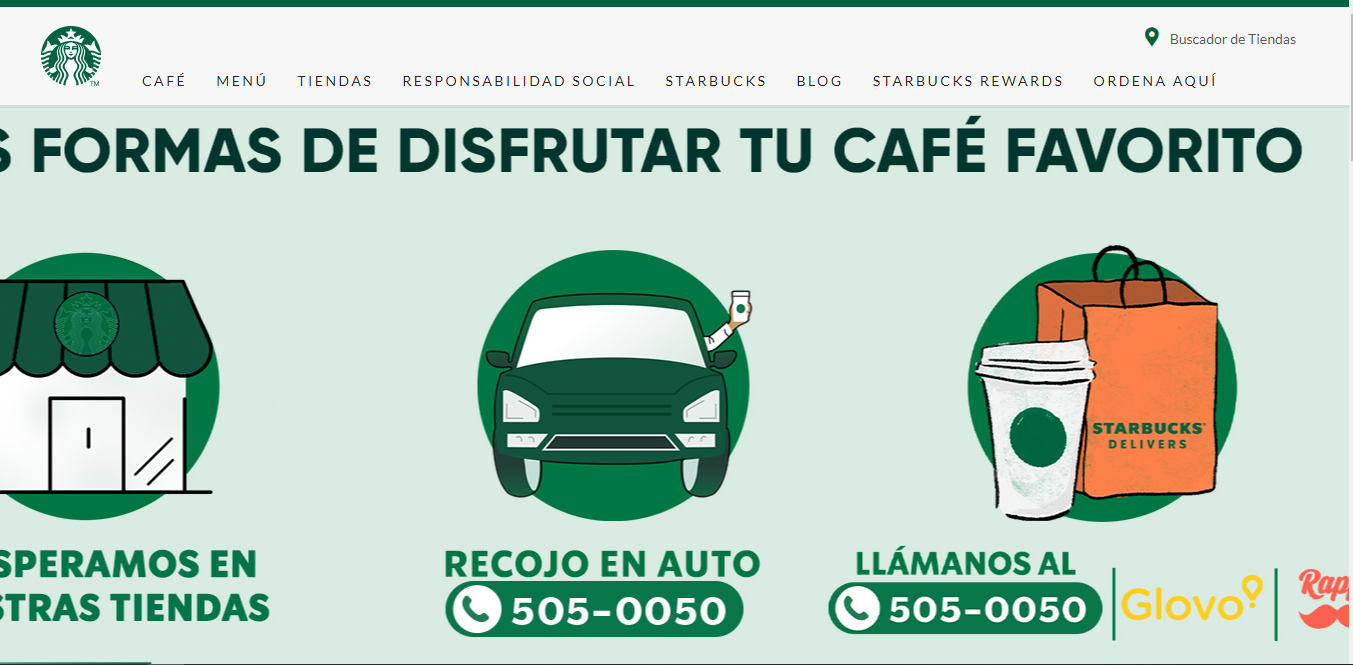 Buscador de Tiendas
CAFÉ MENÚ TIENDAS RESPONSABILIDAD SOCIAL STARBUCKS BLOG STARBUCKS REWARDS ORDENA AQUÍ
S FORMAS DE DISFRUTAR TU CAFÉ FAVORITO
STARBUCKS
DELIVERS
SPERAMOS EN
STRAS TIENDAS
RECOJO EN AUTO
505-0050
LLÁMANOS AL
505-0050
Glovo
Rapp